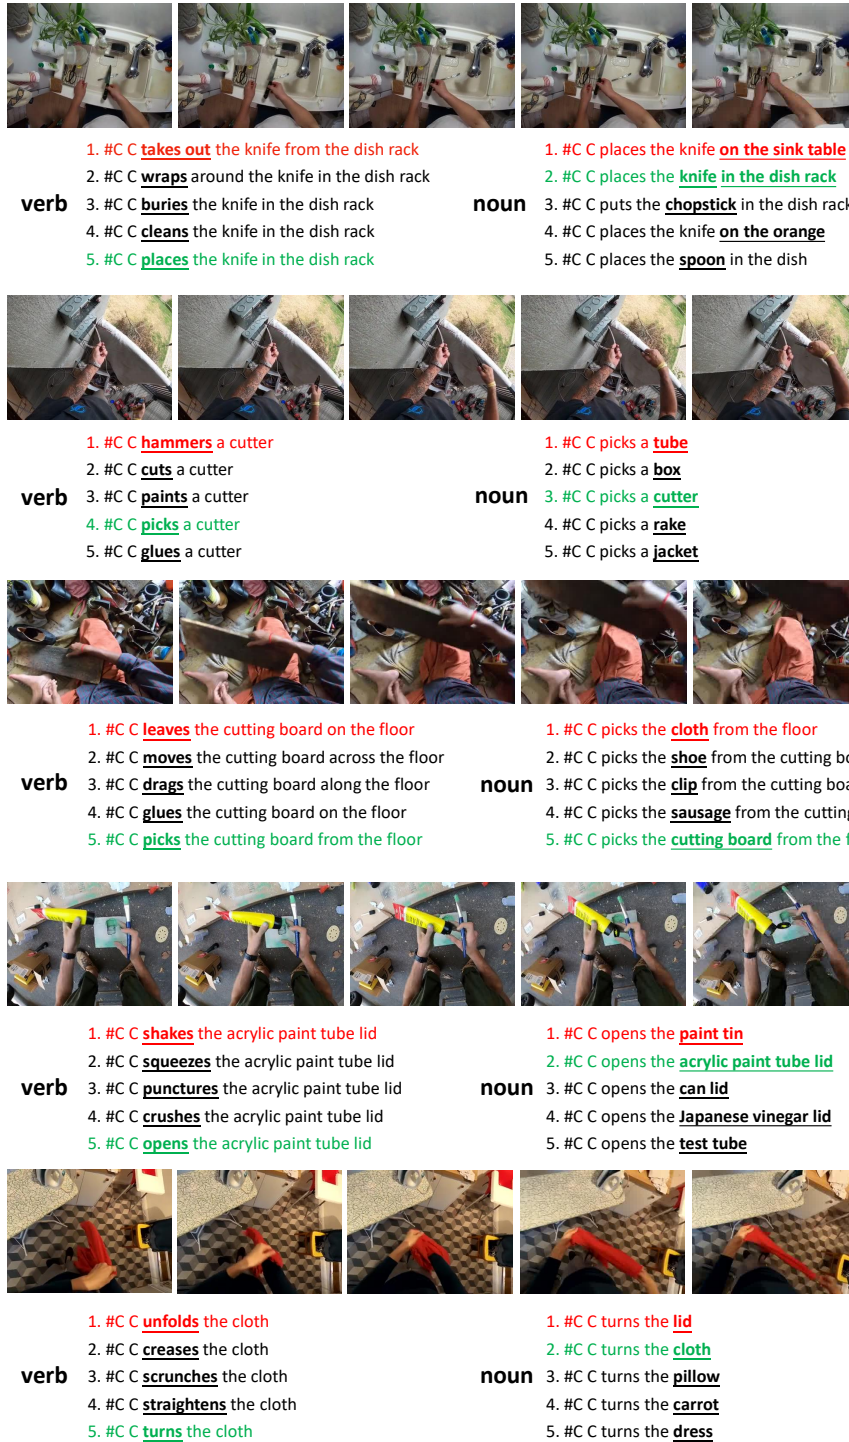 1. #C C takes out the knife from the dish rack
2. #C C wraps around the knife in the dish rack
verb 3. #C C buries the knife in the dish rack
4. #C C cleans the knife in the dish rack
5. #C C places the knife in the dish rack
1. #C C places the knife on the sink table
2. #C C places the knife in the dish rack
noun 3. #C C puts the chopstick in the dish rack
4. #C C places the knife on the orange
5. #C C places the spoon in the dish
1. #C C hammers a cutter
2. #C C cuts a cutter
verb 3. #C C paints a cutter
4. #C C picks a cutter
5. #C C glues a cutter
1. #C C picks a tube
2. #C C picks a box
noun 3. #C C picks a cutter
4. #C C picks a rake
5. #C C picks a jacket
1. #C C leaves the cutting board on the floor
2. #C C moves the cutting board across the floor
verb 3. #C C drags the cutting board along the floor
4. #C C glues the cutting board on the floor
5. #C C picks the cutting board from the floor
1. #C C picks the cloth from the floor
2. #C C picks the shoe from the cutting bo
noun 3. #C C picks the clip from the cutting boa
4. #C C picks the sausage from the cutting
5. #C C picks the cutting board from the f
1. #C C shakes the acrylic paint tube lid
2. #C C squeezes the acrylic paint tube lid
verb 3. #C C punctures the acrylic paint tube lid
4. #C C crushes the acrylic paint tube lid
5. #C C opens the acrylic paint tube lid
1. #C C opens the paint tin
2. #C C opens the acrylic paint tube lid
noun 3. #C C opens the can lid
4. #C C opens the Japanese vinegar lid
5. #C C opens the test tube
1. #C C unfolds the cloth
2. #C C creases the cloth
verb 3. #C C scrunches the cloth
4. #C C straightens the cloth
5. #C C turns the cloth
1. #C C turns the lid
2. #C C turns the cloth
noun 3. #C C turns the pillow
4. #C C turns the carrot
5. #C C turns the dress